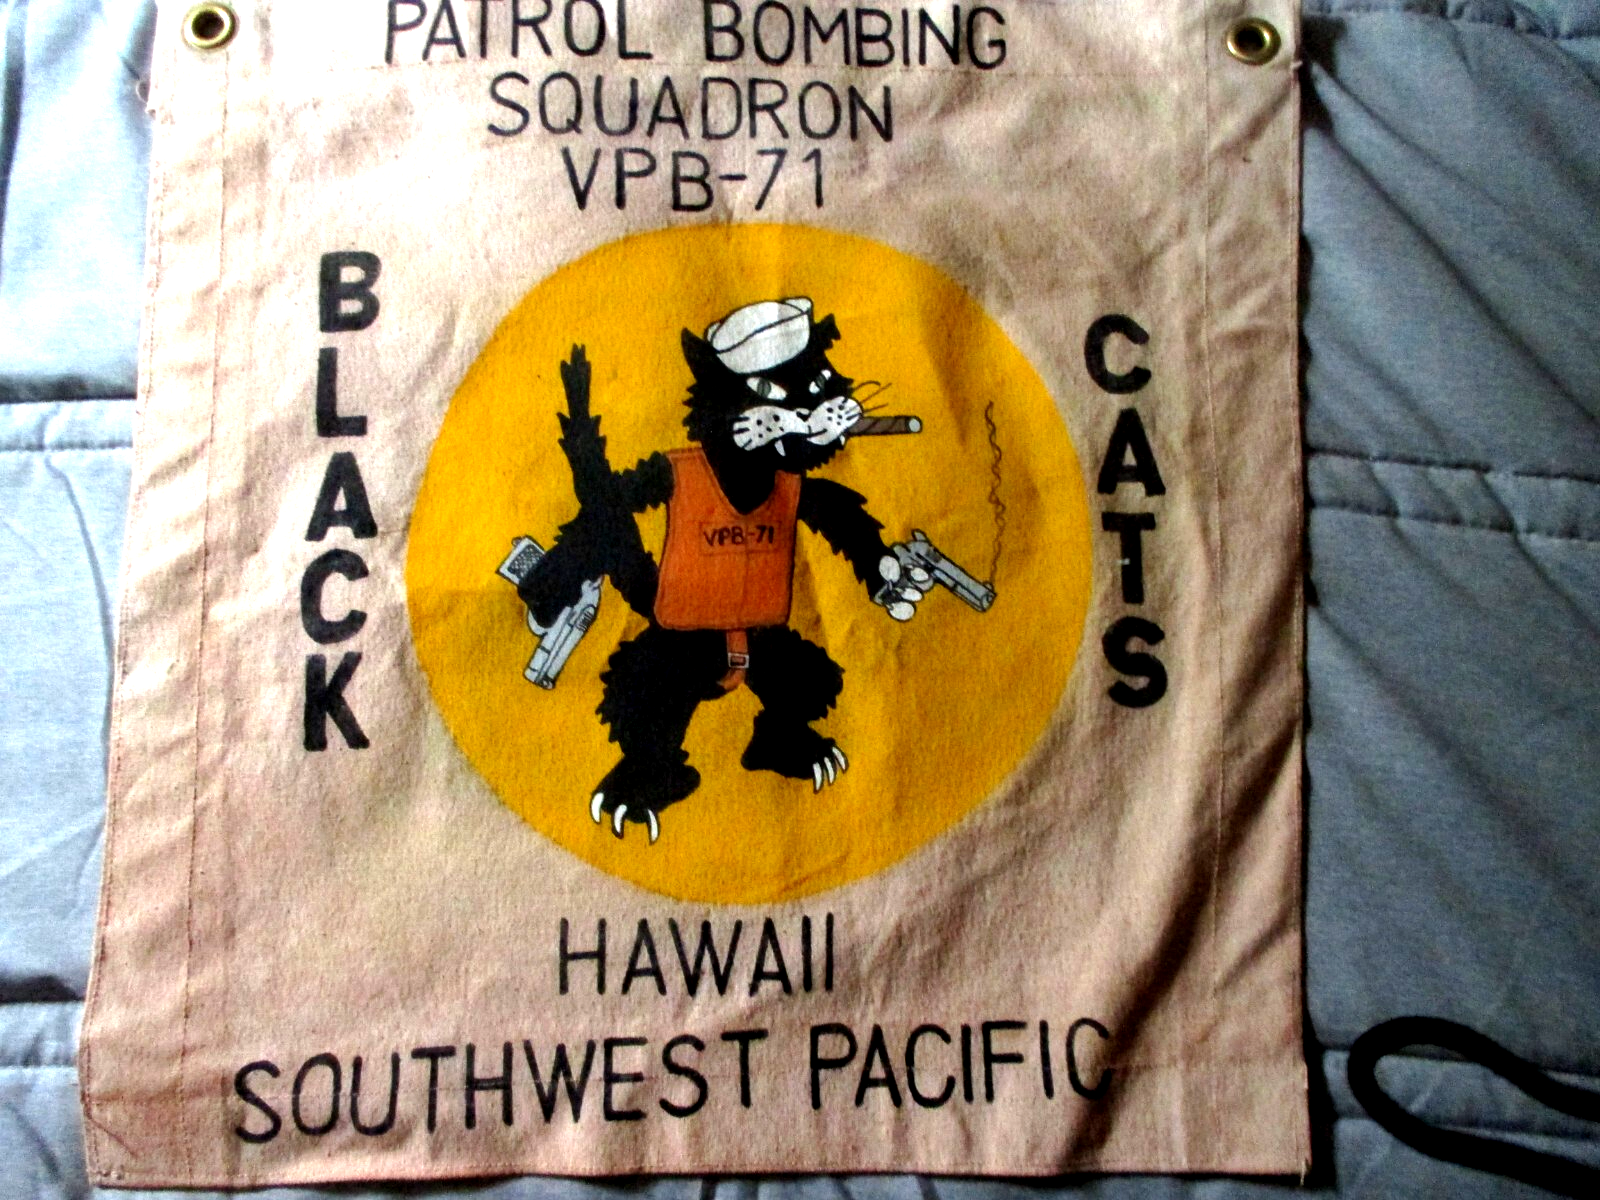 PATROL BOMBING
SQUADRON
VPB-71
BLACK
CATS
VPB-71
HAWAII
SOUTHWEST PACIFIC